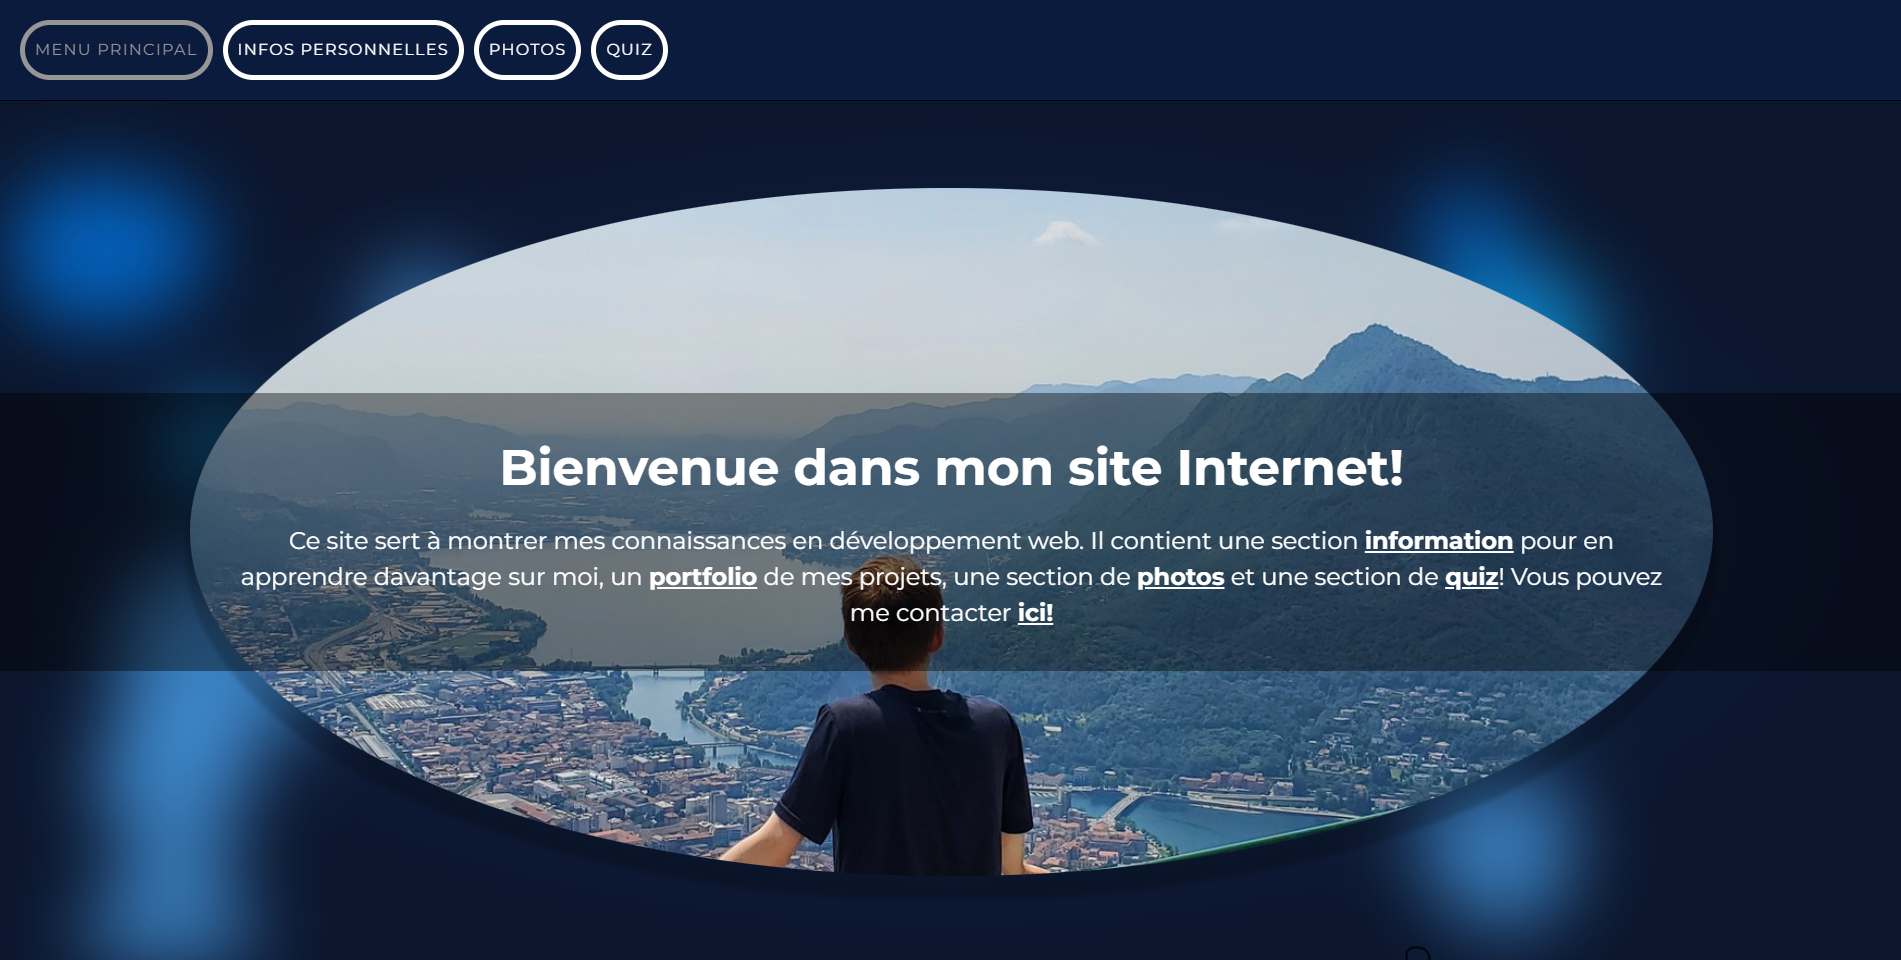 MENU PRINCIPAL
INFOS PERSONNELLES
PHOTOS
QUIZ
Bienvenue dans mon site Internet!
Ce site sert à montrer mes connaissances en développement web. Il contient une section information pour en
apprendre davantage sur moi, un portfolio de mes projets, une section de photos et une section de quiz! Vous pouvez
me contacter ici!